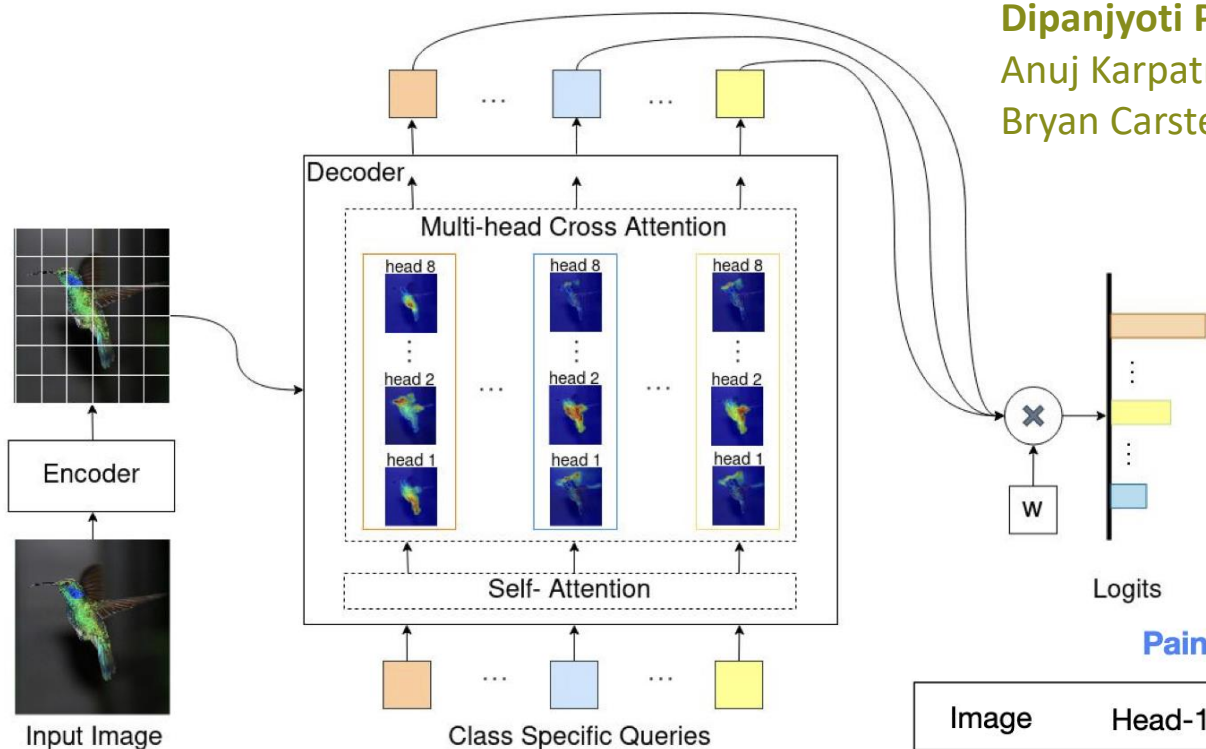 Dipanjyoti P
Anuj Karpat
Bryan Carste
Decoder
Multi-head Cross Attention
head 8
head 8
head 8
head 2
head 2
head 2
head 1
head 1
head 1
Self- Attention
Encoder
W
Logits
Input Image
Class Specific Queries
Pain
Image
Head-1